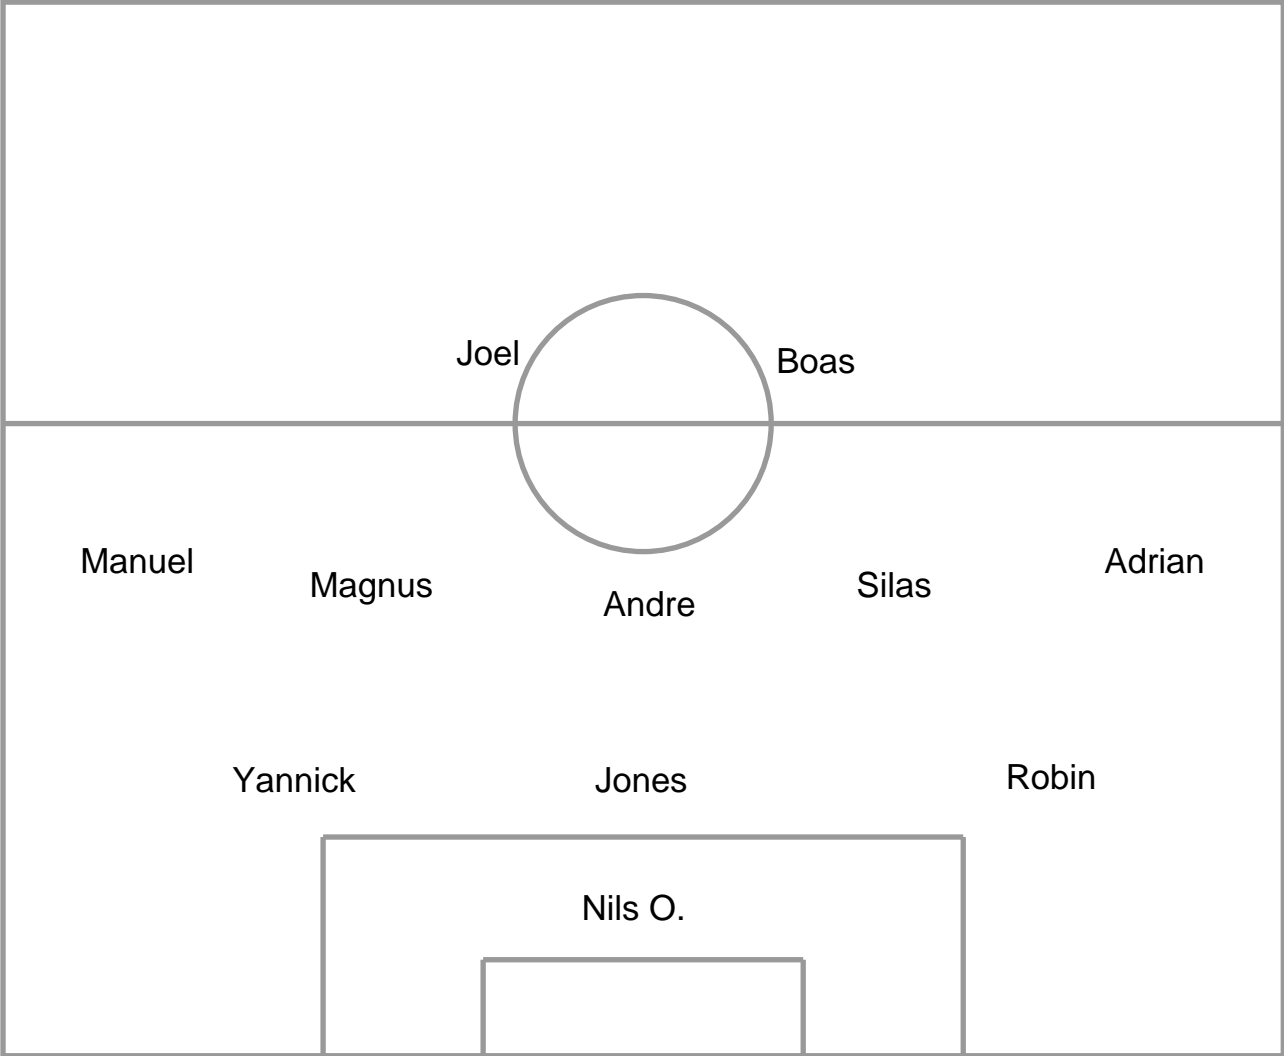 Joel
Boas
Manuel
Magnus
Andre
Silas
Adrian
Yannick
Jones
Robin
Nils O.